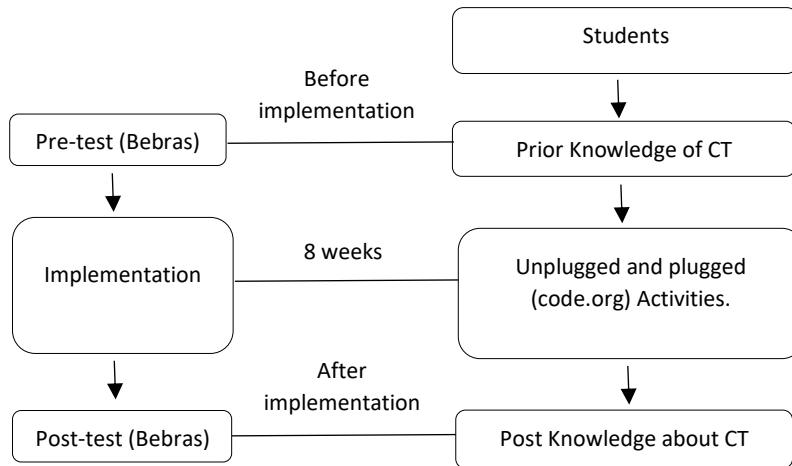 Students
Before
implementation
Pre-test (Bebras)
Prior Knowledge of CT
Implementation
8 weeks
Unplugged and plugged
(code.org) Activities.
After
implementation
Post-test (Bebras)
Post Knowledge about CT